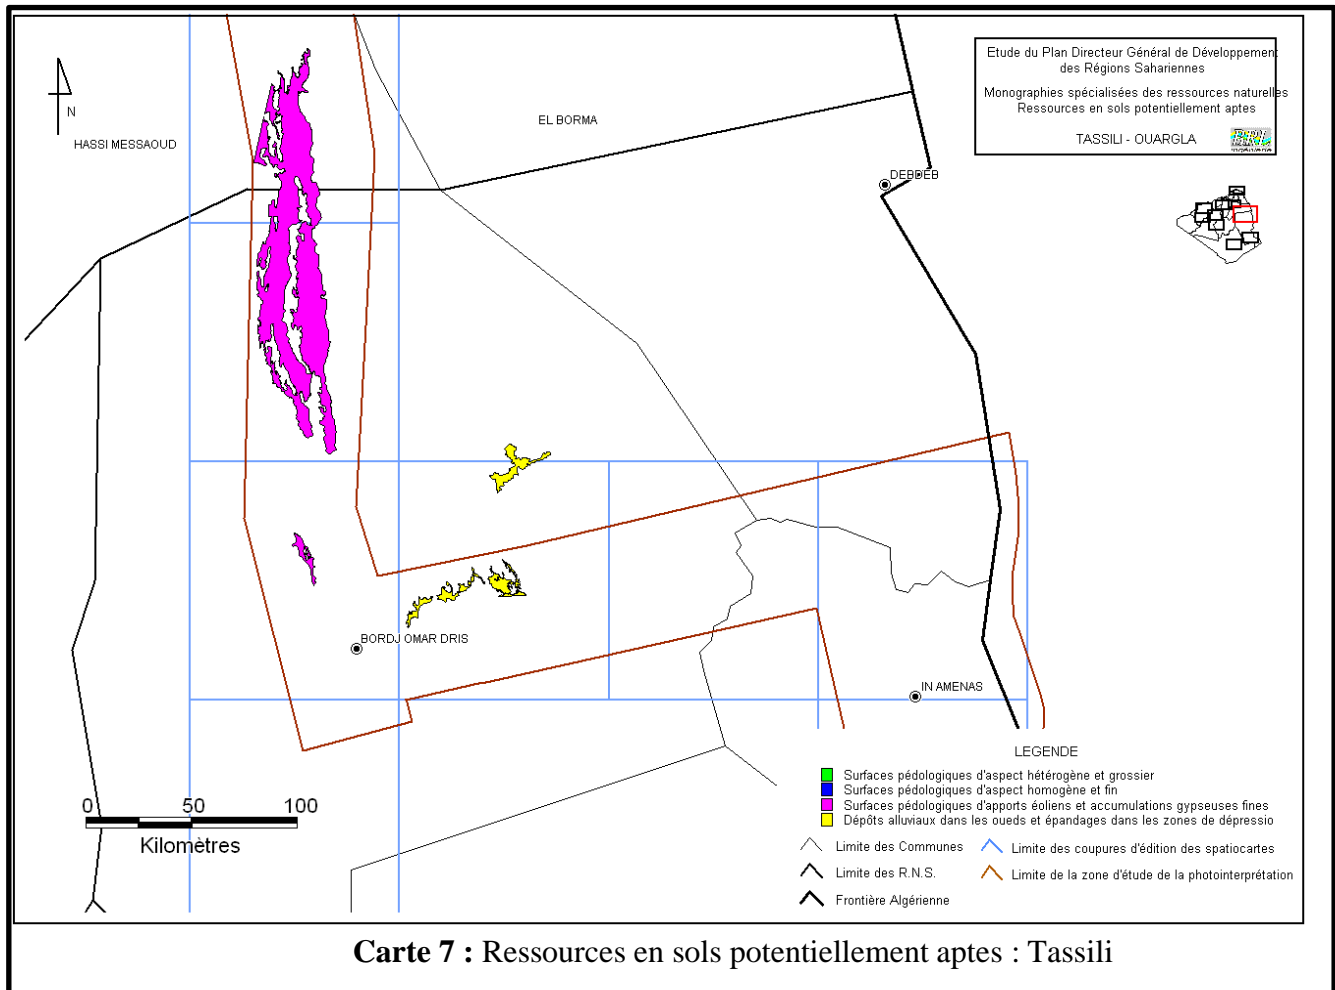 Etude du Plan Directeur Général de Développement
des Régions Sahariennes
Monographies spécialisées des ressources naturelles
Ressources en sols potentiellement aptes
TASSILI - OUARGLA
N
HASSI MESSAOUD
EL BORMA
DEBDEB
BORDJ OMAR DRIS
IN AMENAS
0 50 100
Kilomètres
LEGENDE
Surfaces pédologiques d'aspect hétérogène et grossier
Surfaces pédologiques d'aspect homogène et fin
Surfaces pédologiques d'apports éoliens et accumulations gypseuses fines
Dépôts alluviaux dans les oueds et épandages dans les zones de dépressio
Limite des Communes
Limite des coupures d'édition des spatiocartes
Limite des R.N.S.
Limite de la zone d'étude de la photointerprétation
Frontière Algérienne
Carte 7 : Ressources en sols potentiellement aptes : Tassili